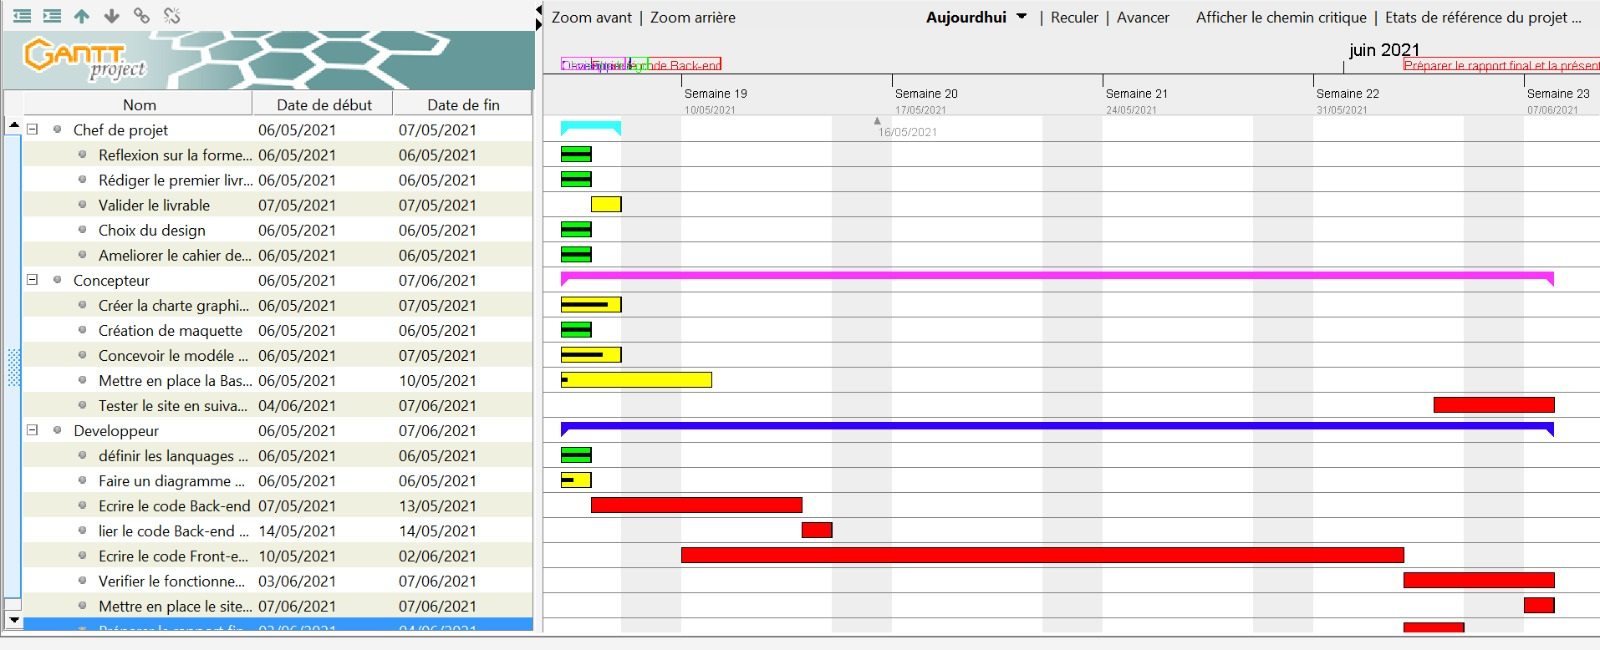 Zoom avant | Zoom arrière
Aujourd'hui | Reculer | Avancer
Afficher le chemin critique | Etats de référence du projet ...
GANTT
project
juin 2021
Préparer le rapport final et la présent
Nom Date de début Date de fin
Semaine 19 Semaine 20 Semaine 21 Semaine 22 Semaine 23
10/05/2021 17/05/2021 24/05/2021 31/05/2021 07/06/2021
16/05/2021
Chef de projet 06/05/2021 07/05/2021
Reflexion sur la forme... 06/05/2021 06/05/2021
Rédiger le premier livr... 06/05/2021 06/05/2021
Valider le livrable 07/05/2021 07/05/2021
Choix du design 06/05/2021 06/05/2021
Ameliorer le cahier de... 06/05/2021 06/05/2021
Concepteur 06/05/2021 07/06/2021
Créer la charte graphi... 06/05/2021 07/05/2021
Création de maquette 06/05/2021 06/05/2021
Concevoir le modéle ... 06/05/2021 07/05/2021
Mettre en place la Bas... 06/05/2021 10/05/2021
Tester le site en suiva... 04/06/2021 07/06/2021
Developpeur 06/05/2021 07/06/2021
définir les lanquages ... 06/05/2021 06/05/2021
Faire un diagramme ... 06/05/2021 06/05/2021
Ecrire le code Back-end 07/05/2021 13/05/2021
lier le code Back-end ... 14/05/2021 14/05/2021
Ecrire le code Front-e... 10/05/2021 02/06/2021
Verifier le fonctionne... 03/06/2021 07/06/2021
Mettre en place le site... 07/06/2021 07/06/2021
Préparer le rapport fin... 03/06/2021 04/06/2021